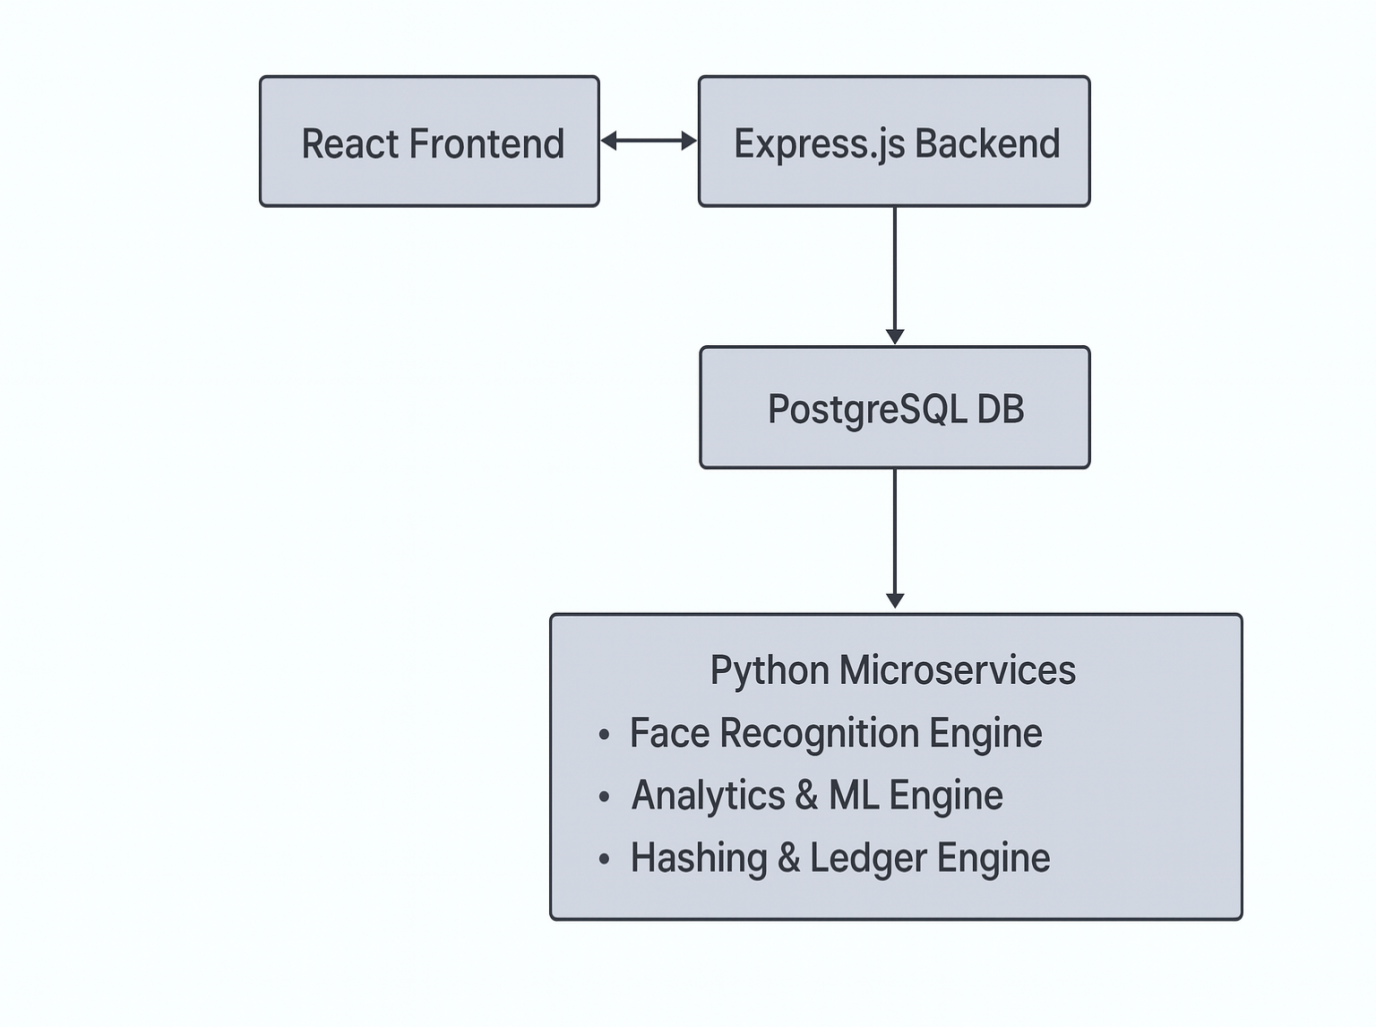 React Frontend
Express.js Backend
PostgreSQL DB
Python Microservices
• Face Recognition Engine
• Analytics & ML Engine
• Hashing & Ledger Engine